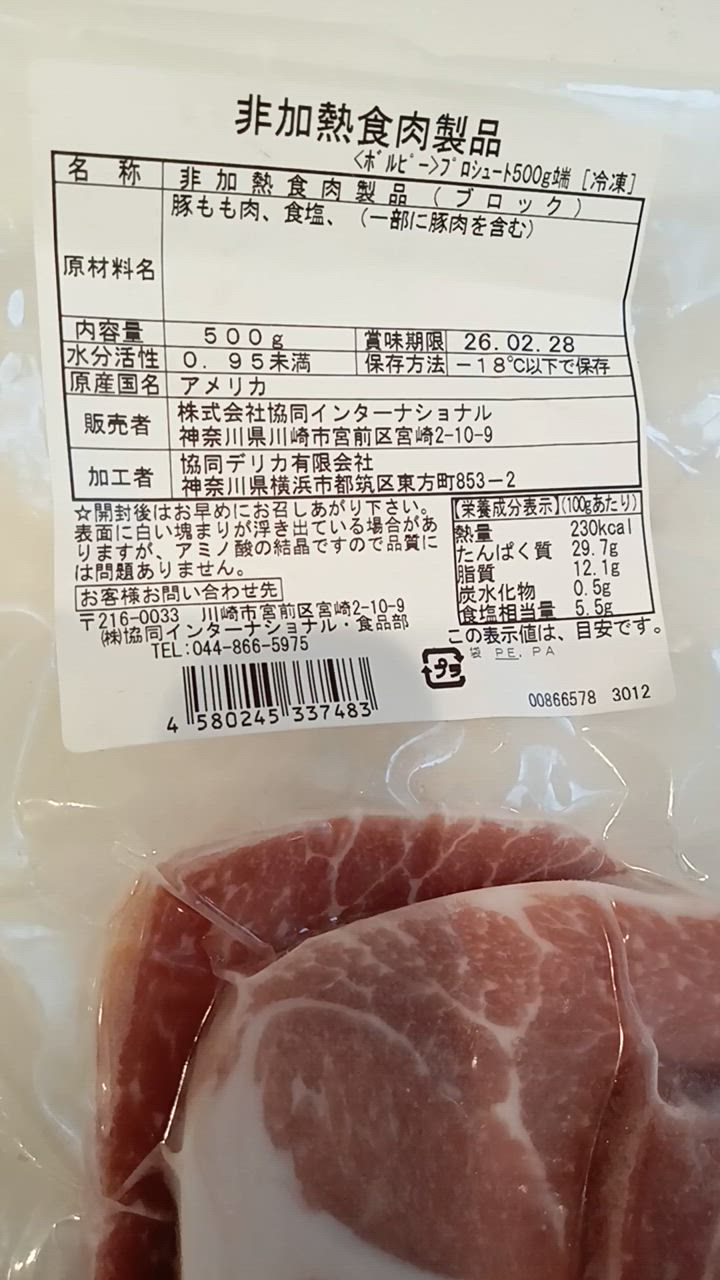 非加熱食肉製品
<ボルピー>プロシュート500g端 [冷凍]
名 称 非加熱食肉製品(ブロック)
原材料名 豚もも肉、食塩、(一部に豚肉を含む)
内容量 500g 賞味期限 26.02.28
水分活性 0.95未満 保存方法 -18℃以下で保存
原産国名 アメリカ
販売者 株式会社協同インターナショナル
神奈川県川崎市宮前区宮崎2-10-9
加工者 協同デリカ有限会社
神奈川県横浜市都筑区東方町853-2
☆開封後はお早めにお召しあがり下さい。
表面に白い塊まりが浮き出ている場合があ
りますが、アミノ酸の結晶ですので品質に
は問題ありません。
お客様お問い合わせ先
〒216-0033 川崎市宮前区宮崎2-10-9
㈱協同インターナショナル・食品部
TEL:044-866-5975
【栄養成分表示】(100gあたり)
熱量 230kcal
たんぱく質 29.7g
脂質 12.1g
炭水化物 0.5g
食塩相当量 5.5g
この表示値は、目安です。
プラ 袋 PE, PA
4 580245 337483
00866578 3012